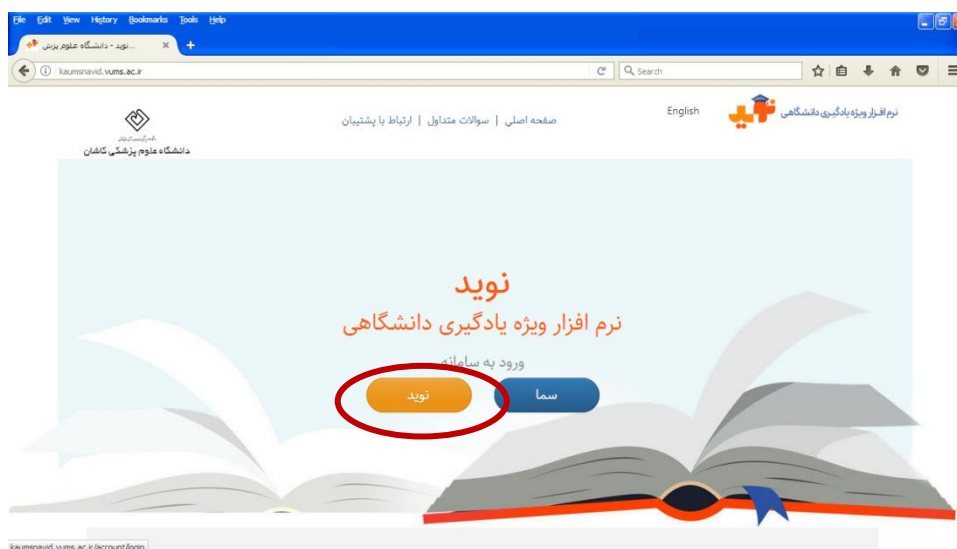 File Edit View History Bookmarks Tools Help
نوید - دانشگاه علوم پزش...
kaumsnavid.vums.ac.ir
Search
نرم افزار ویژه یادگیری دانشگاهی
English
صفحه اصلی | سوالات متداول | ارتباط با پشتیبان
دانشگاه علوم پزشکی کاشان
نوید
نرم افزار ویژه یادگیری دانشگاهی
ورود به سامانه
سما
نوید
kaumsnavid.vums.ac.ir/account/login